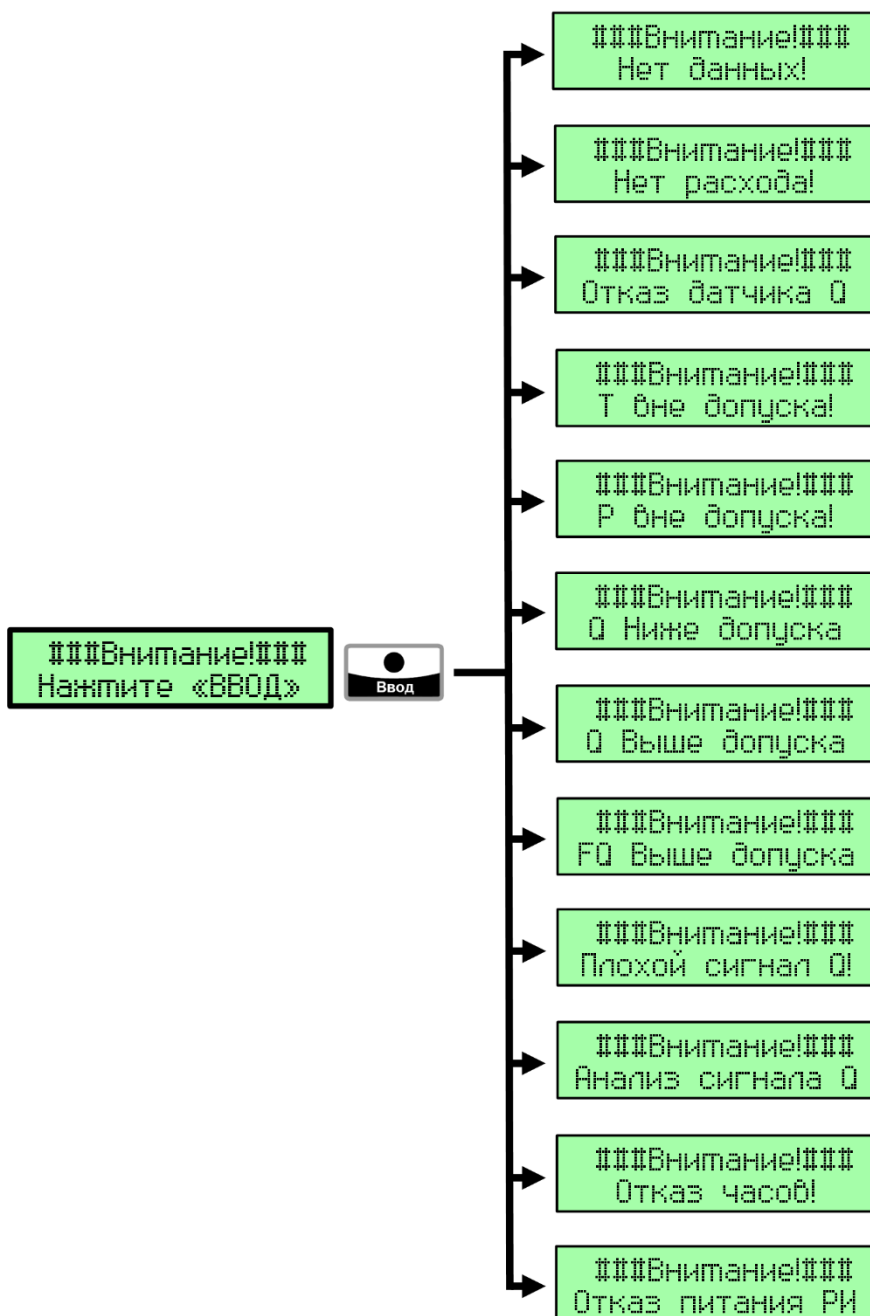 ###Внимание!###
Нет данных!
###Внимание!###
Нет расхода!
###Внимание!###
Отказ датчика Q
###Внимание!###
Т вне допуска!
###Внимание!###
Р вне допуска!
###Внимание!###
Q Ниже допуска
###Внимание!###
Нажмите «ВВОД»
Ввод
###Внимание!###
Q Выше допуска
###Внимание!###
FQ Выше допуска
###Внимание!###
Плохой сигнал Q!
###Внимание!###
Анализ сигнала Q
###Внимание!###
Отказ часов!
###Внимание!###
Отказ питания РИ